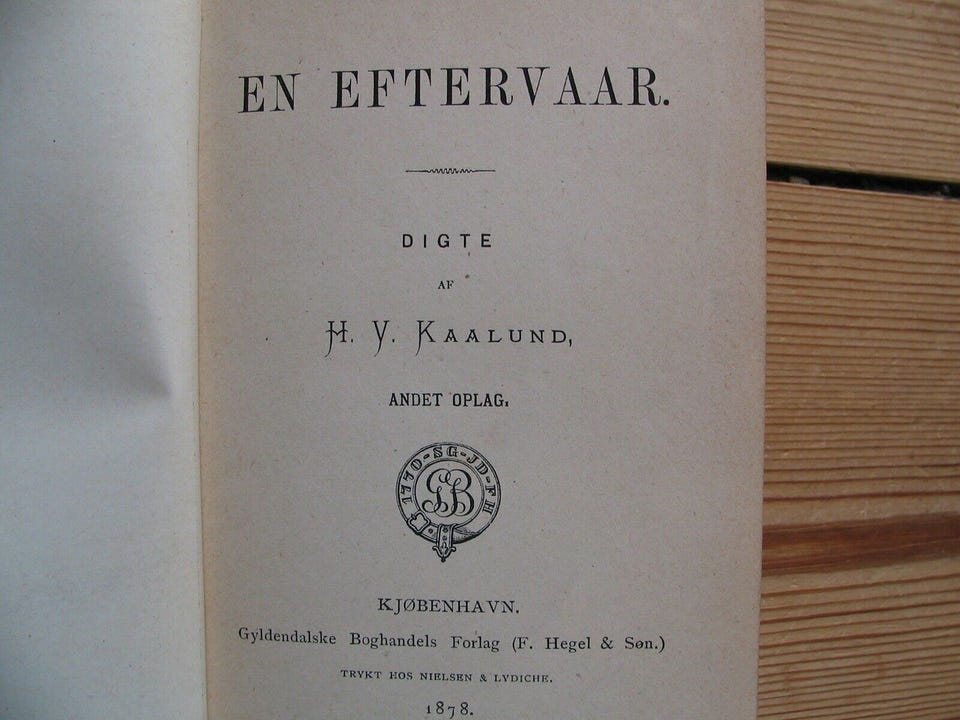 EN EFTERVAAR.
DIGTE
AF
H. V. KAALUND,
ANDET OPLAG.
1770-SG-JD-FH
GB
KJØBENHAVN.
Gyldendalske Boghandels Forlag (F. Hegel & Søn.)
TRYKT HOS NIELSEN & LYDICHE.
1878.